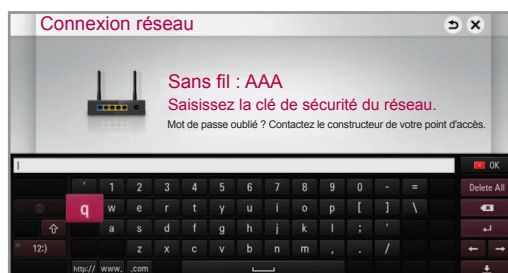 Connexion réseau
Sans fil : AAA
Saisissez la clé de sécurité du réseau.
Mot de passe oublié ? Contactez le constructeur de votre point d'accès.
OK
` 1 2 3 4 5 6 7 8 9 0 - = Delete All
q w e r t y u i o p [ ] \
a s d f g h j k l ; '
12:) z x c v b n m , . /
http:// www. .com